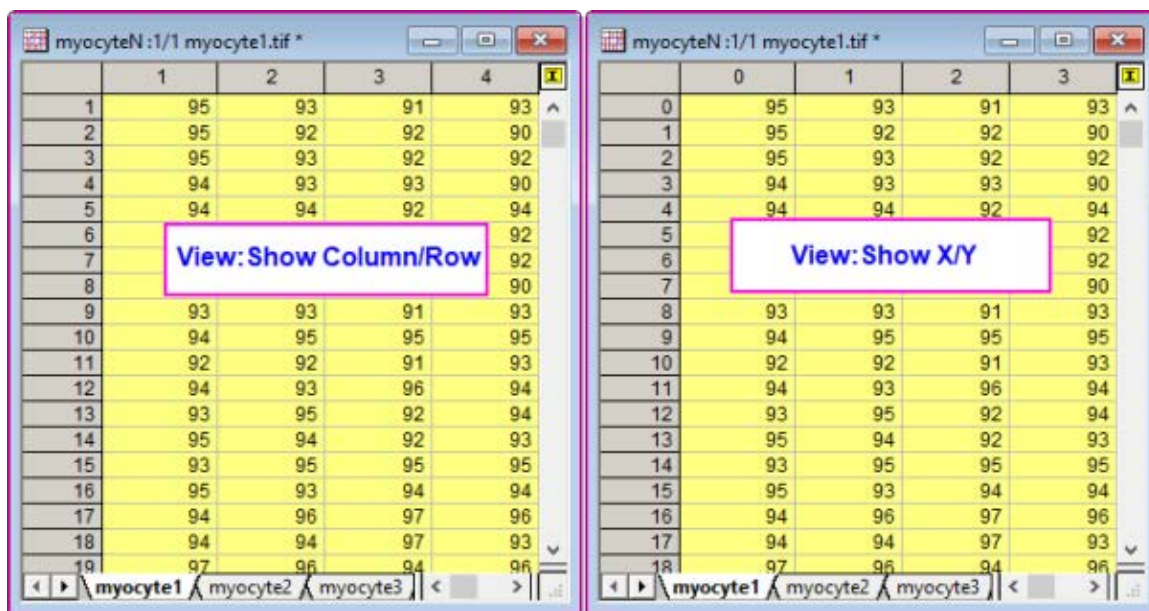 myocyteN :1/1 myocyte1.tif *
1 2 3 4
1 95 93 91 93
2 95 92 92 90
3 95 93 92 92
4 94 93 93 90
5 94 94 92 94
6 92
7 92
8 90
View: Show Column/Row
9 93 93 91 93
10 94 95 95 95
11 92 92 91 93
12 94 93 96 94
13 93 95 92 94
14 95 94 92 93
15 93 95 95 95
16 95 93 94 94
17 94 96 97 96
18 94 94 97 93
19 97 96 94 96
myocyte1 myocyte2 myocyte3
myocyteN :1/1 myocyte1.tif *
0 1 2 3
0 95 93 91 93
1 95 92 92 90
2 95 93 92 92
3 94 93 93 90
4 94 94 92 94
5 92
6 92
7 90
View: Show X/Y
8 93 93 91 93
9 94 95 95 95
10 92 92 91 93
11 94 93 96 94
12 93 95 92 94
13 95 94 92 93
14 93 95 95 95
15 95 93 94 94
16 94 96 97 96
17 94 94 97 93
18 97 96 94 96
myocyte1 myocyte2 myocyte3